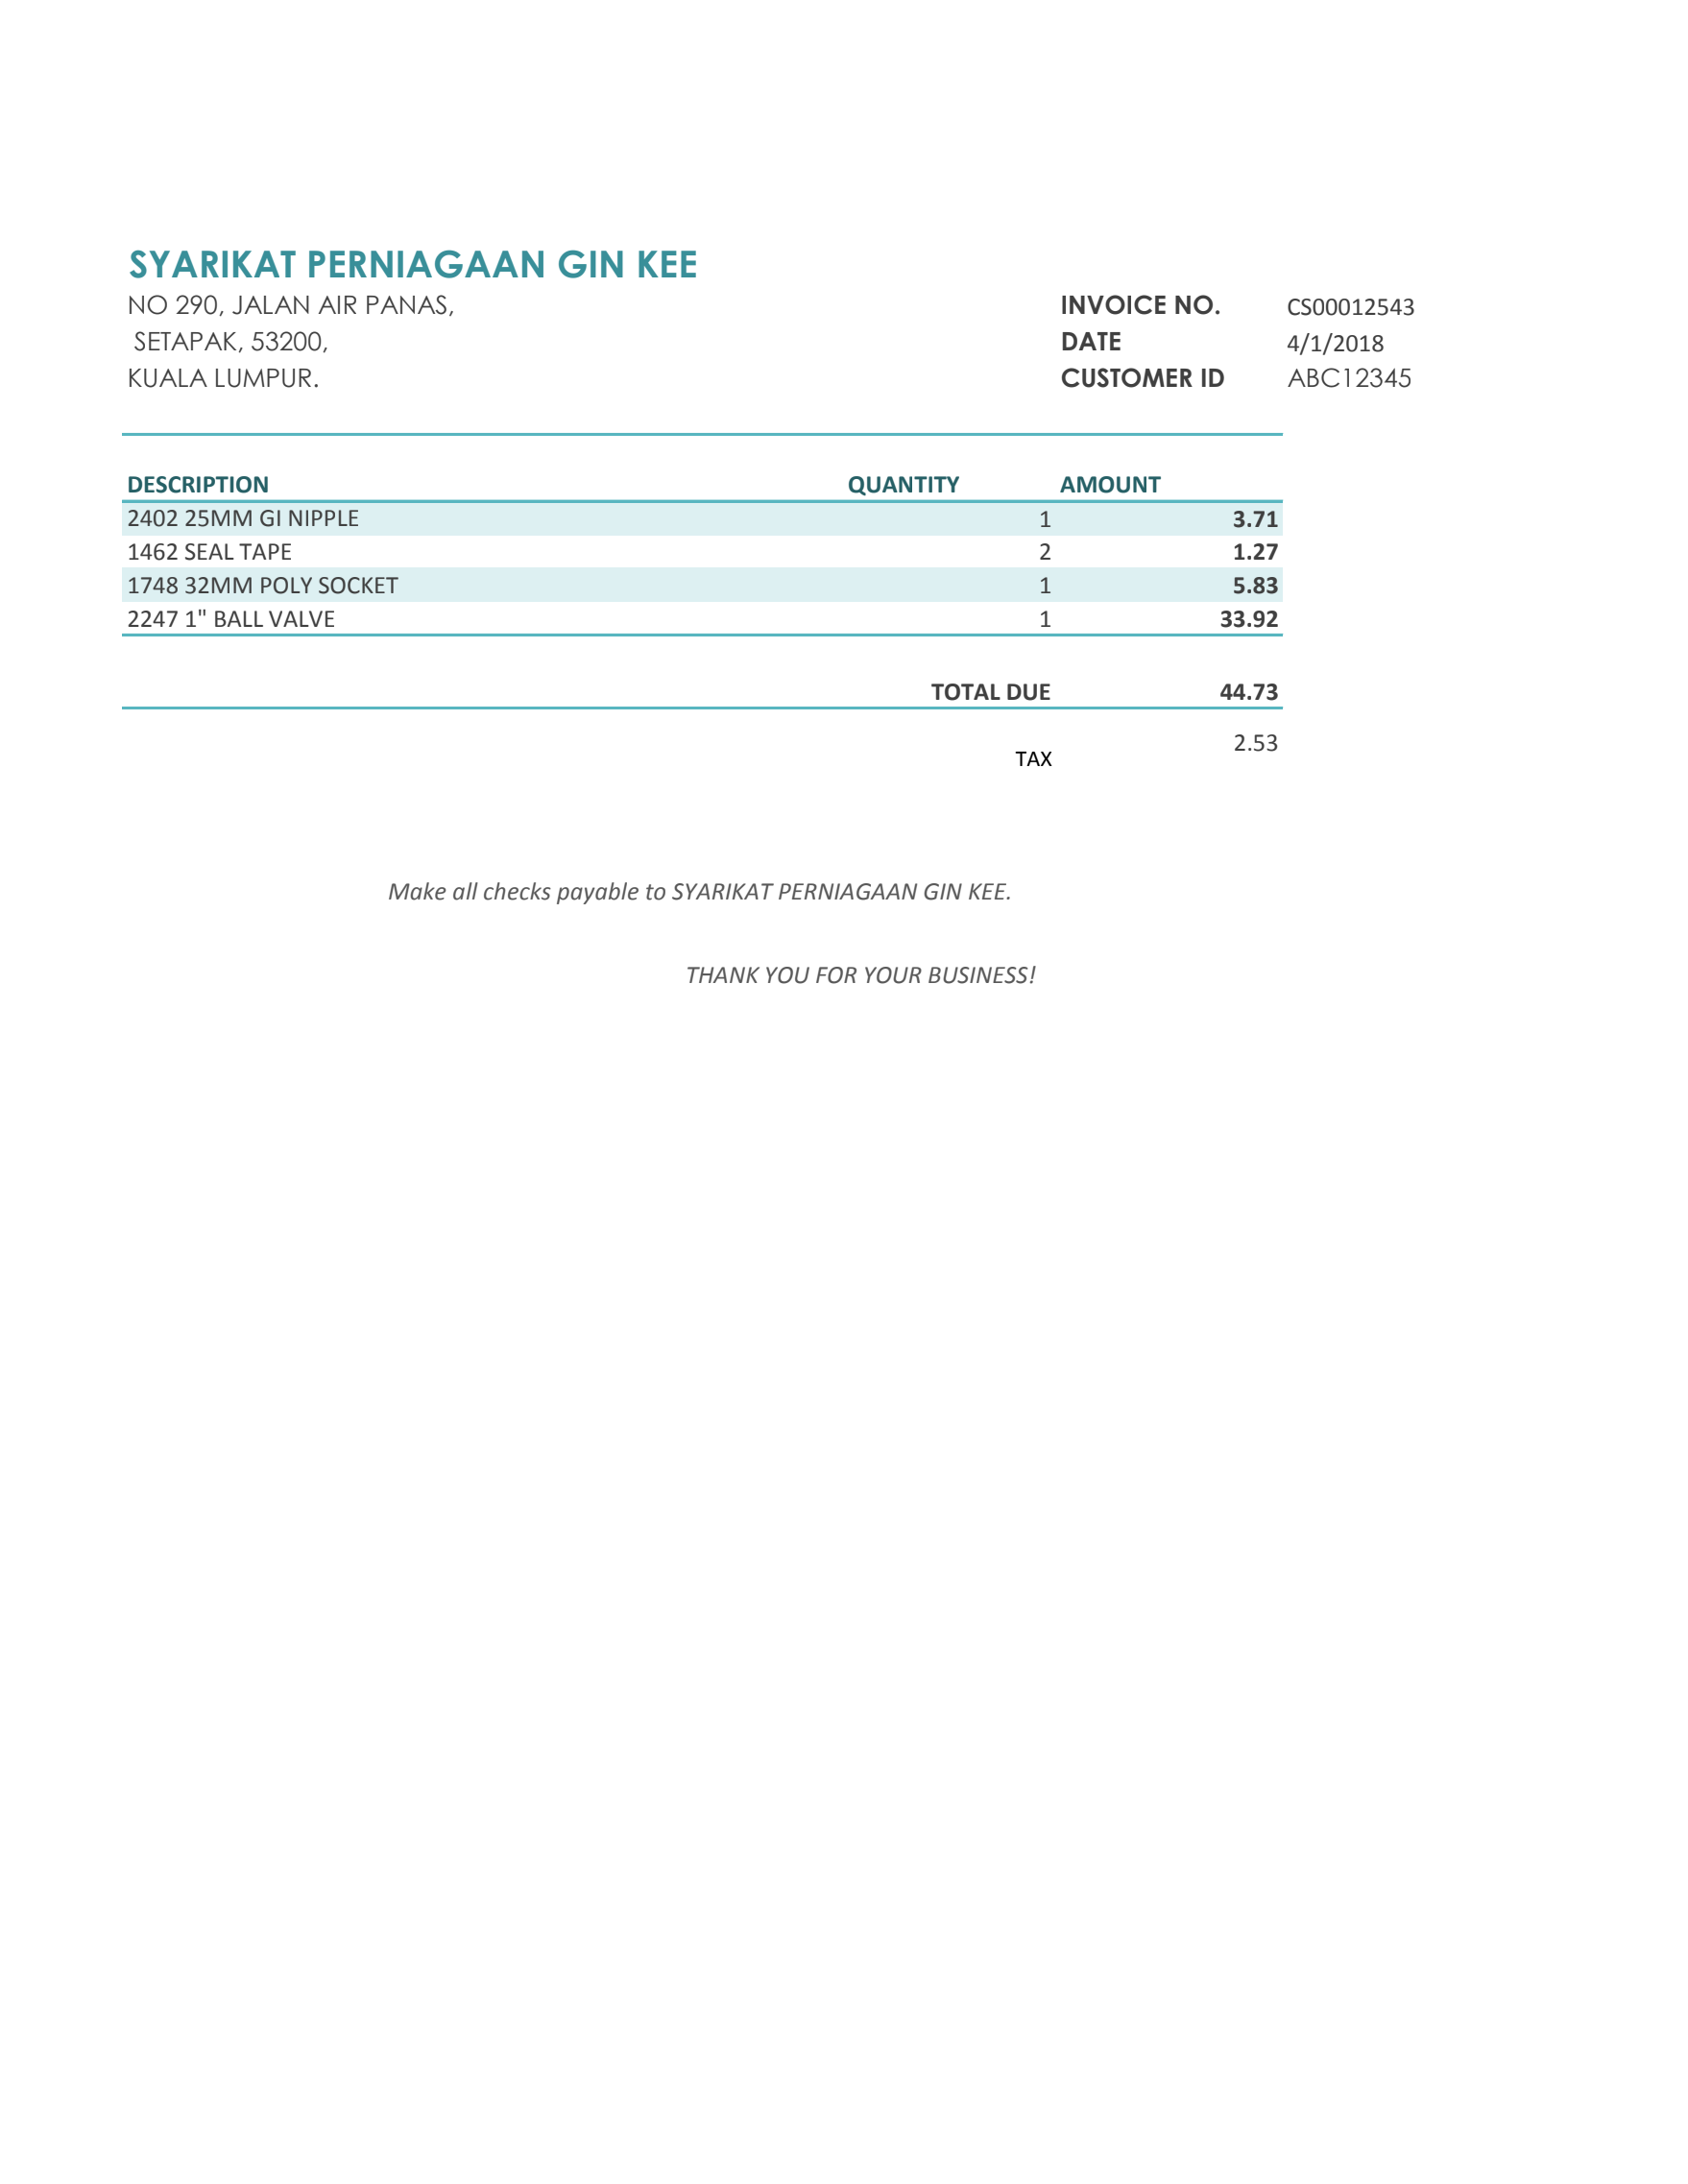 SYARIKAT PERNIAGAAN GIN KEE
NO 290, JALAN AIR PANAS,
SETAPAK, 53200,
KUALA LUMPUR.
INVOICE NO. CS00012543
DATE 4/1/2018
CUSTOMER ID ABC12345
DESCRIPTION QUANTITY AMOUNT
2402 25MM GI NIPPLE 1 3.71
1462 SEAL TAPE 2 1.27
1748 32MM POLY SOCKET 1 5.83
2247 1" BALL VALVE 1 33.92
TOTAL DUE 44.73
TAX 2.53
Make all checks payable to SYARIKAT PERNIAGAAN GIN KEE.
THANK YOU FOR YOUR BUSINESS!